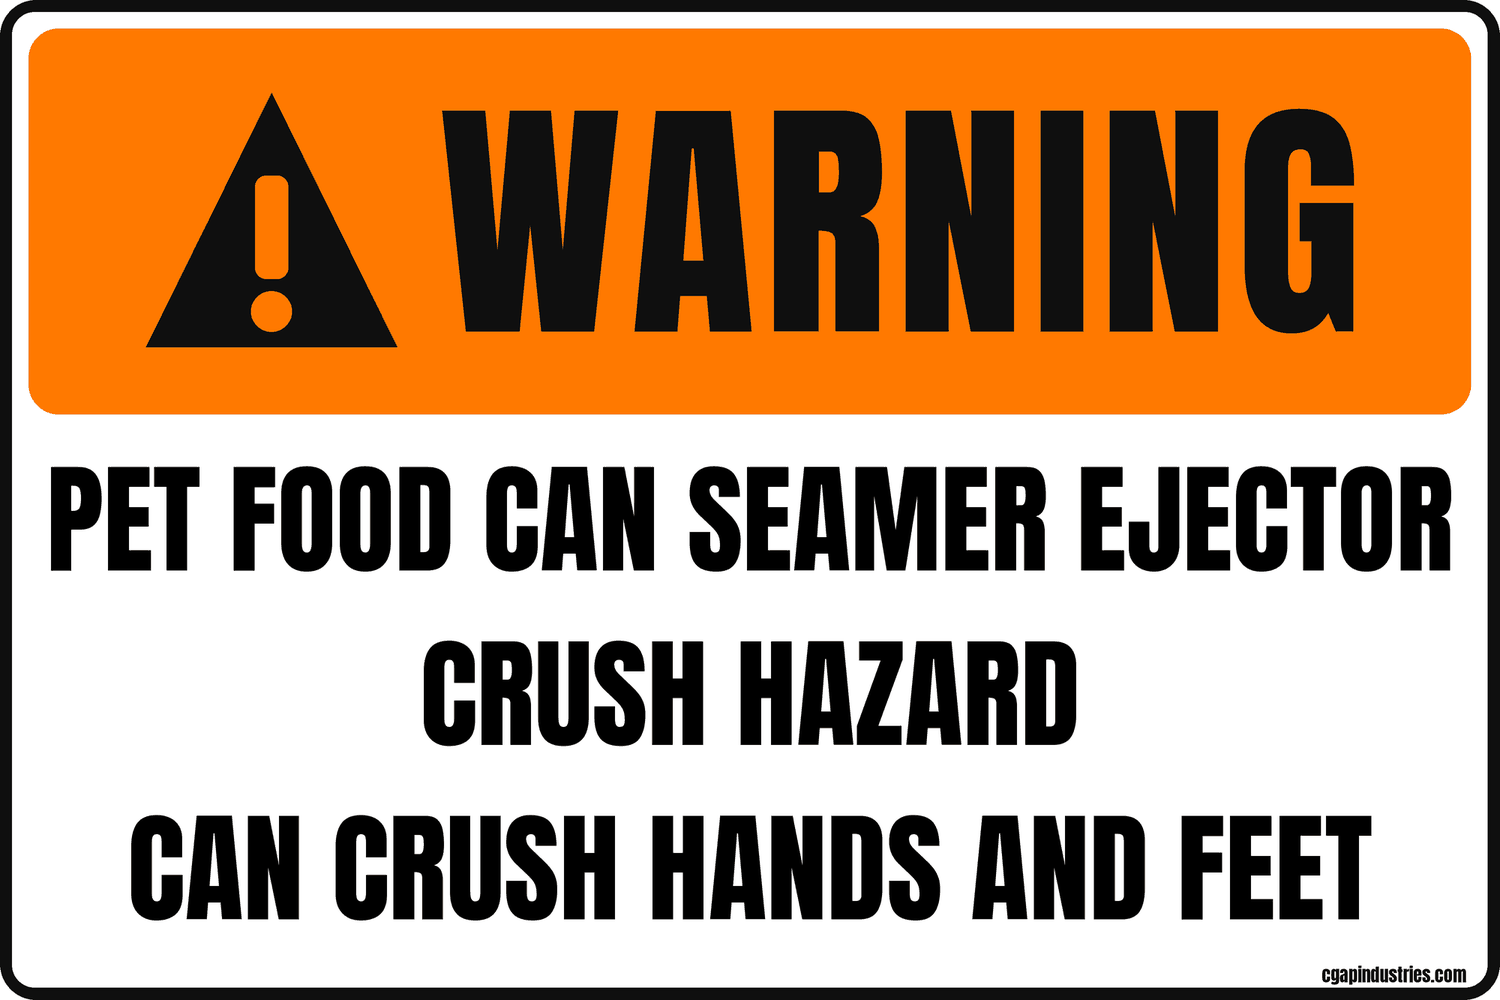 WARNING
PET FOOD CAN SEAMER EJECTOR
CRUSH HAZARD
CAN CRUSH HANDS AND FEET
cgapindustries.com